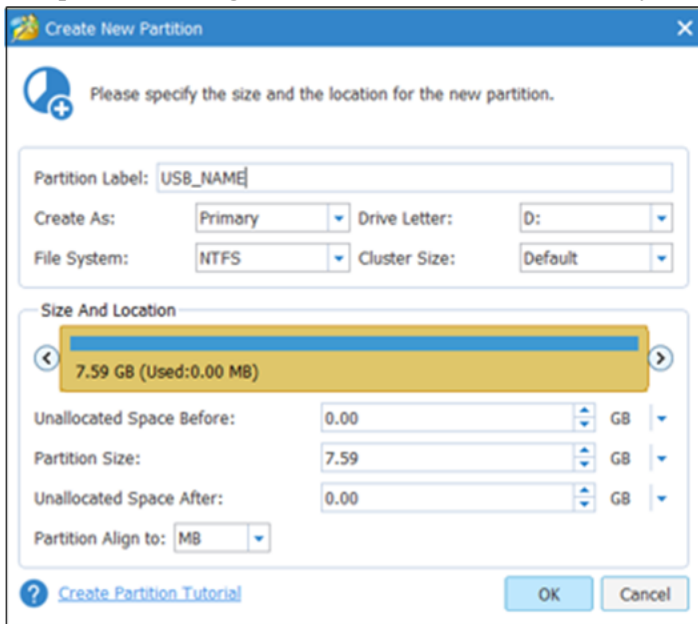 Create New Partition
Please specify the size and the location for the new partition.
Partition Label: USB_NAME
Create As: Primary Drive Letter: D:
File System: NTFS Cluster Size: Default
Size And Location
7.59 GB (Used:0.00 MB)
Unallocated Space Before: 0.00 GB
Partition Size: 7.59 GB
Unallocated Space After: 0.00 GB
Partition Align to: MB
Create Partition Tutorial OK Cancel